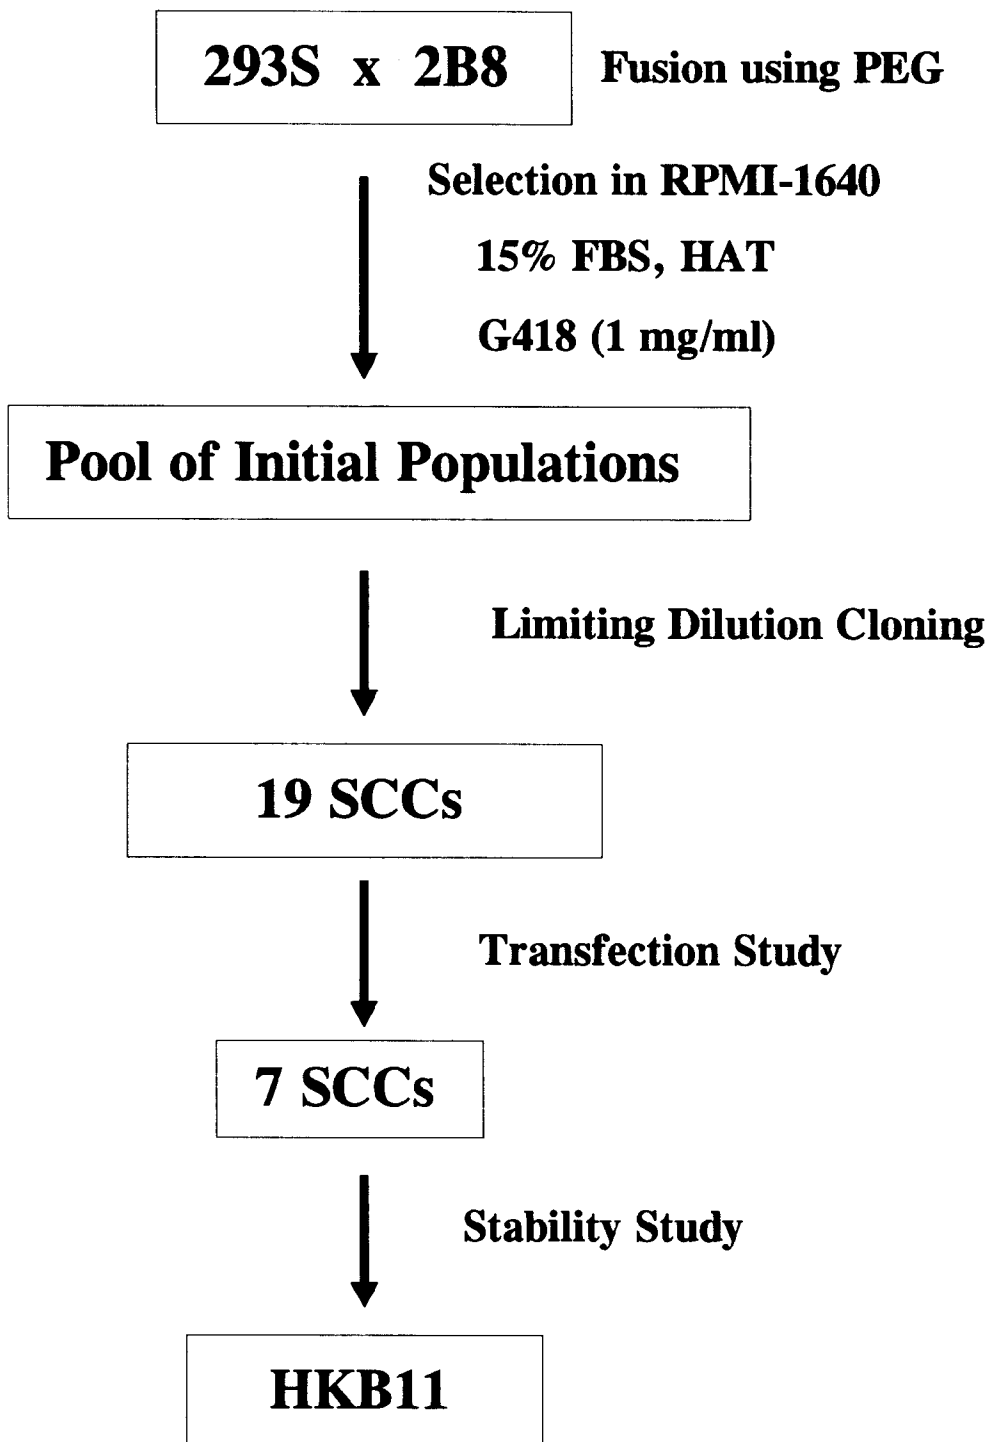 293S x 2B8
Fusion using PEG
Selection in RPMI-1640
15% FBS, HAT
G418 (1 mg/ml)
Pool of Initial Populations
Limiting Dilution Cloning
19 SCCs
Transfection Study
7 SCCs
Stability Study
HKB11